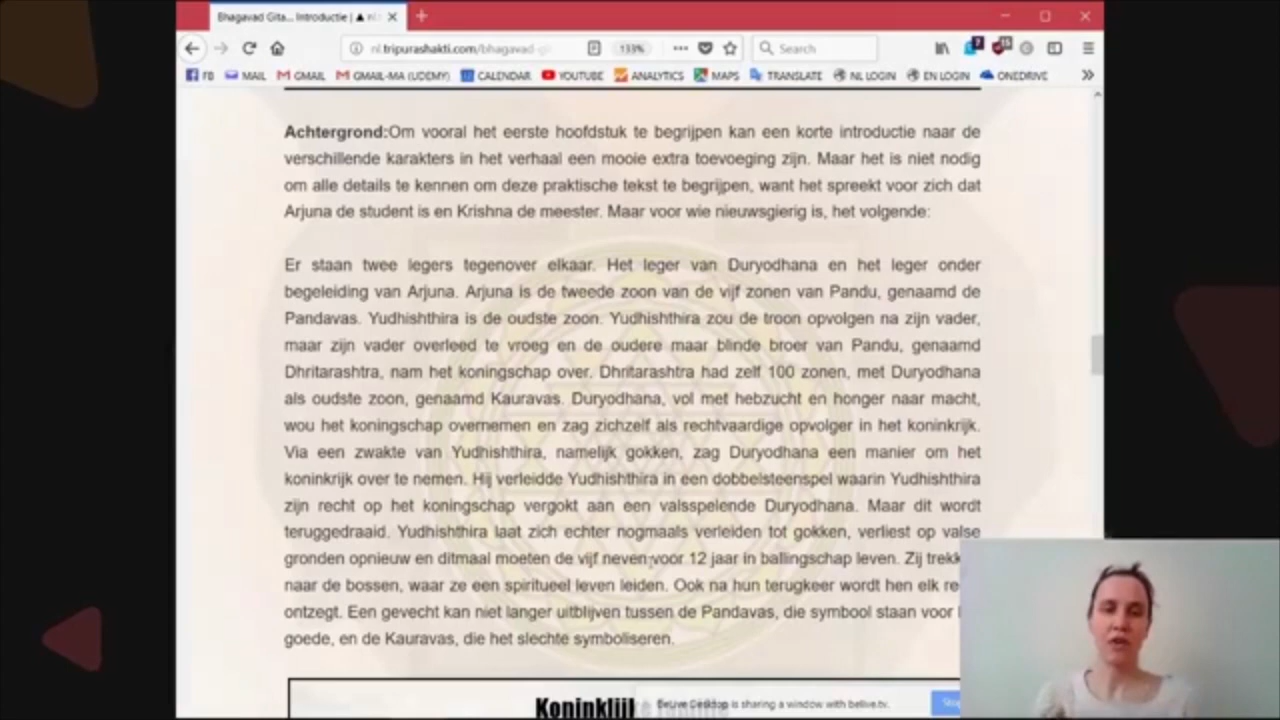 Bhagavad Gita... Introductie | ▲ nl
nl.tripurashakti.com/bhagavad-gi
133%
Search
FB MAIL GMAIL GMAIL-MA (UDEMY) CALENDAR YOUTUBE ANALYTICS MAPS TRANSLATE NL LOGIN EN LOGIN ONEDRIVE
Achtergrond:Om vooral het eerste hoofdstuk te begrijpen kan een korte introductie naar de
verschillende karakters in het verhaal een mooie extra toevoeging zijn. Maar het is niet nodig
om alle details te kennen om deze praktische tekst te begrijpen, want het spreekt voor zich dat
Arjuna de student is en Krishna de meester. Maar voor wie nieuwsgierig is, het volgende:
Er staan twee legers tegenover elkaar. Het leger van Duryodhana en het leger onder
begeleiding van Arjuna. Arjuna is de tweede zoon van de vijf zonen van Pandu, genaamd de
Pandavas. Yudhishthira is de oudste zoon. Yudhishthira zou de troon opvolgen na zijn vader,
maar zijn vader overleed te vroeg en de oudere maar blinde broer van Pandu, genaamd
Dhritarashtra, nam het koningschap over. Dhritarashtra had zelf 100 zonen, met Duryodhana
als oudste zoon, genaamd Kauravas. Duryodhana, vol met hebzucht en honger naar macht,
wou het koningschap overnemen en zag zichzelf als rechtvaardige opvolger in het koninkrijk.
Via een zwakte van Yudhishthira, namelijk gokken, zag Duryodhana een manier om het
koninkrijk over te nemen. Hij verleidde Yudhishthira in een dobbelsteenspel waarin Yudhishthira
zijn recht op het koningschap vergokt aan een valsspelende Duryodhana. Maar dit wordt
teruggedraaid. Yudhishthira laat zich echter nogmaals verleiden tot gokken, verliest op valse
gronden opnieuw en ditmaal moeten de vijf neven voor 12 jaar in ballingschap leven. Zij trekk
naar de bossen, waar ze een spiritueel leven leiden. Ook na hun terugkeer wordt hen elk re
ontzegt. Een gevecht kan niet langer uitblijven tussen de Pandavas, die symbool staan voor
goede, en de Kauravas, die het slechte symboliseren.
Koninklijk
BeLive Desktop is sharing a window with belive.tv.